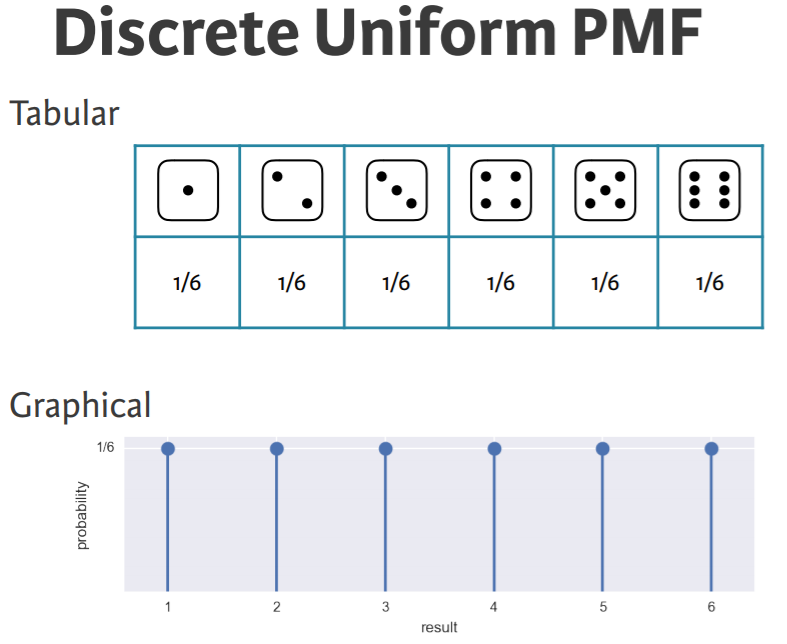 Discrete Uniform PMF
Tabular
1/6 1/6 1/6 1/6 1/6 1/6
Graphical
1/6
probability
1 2 3 4 5 6
result